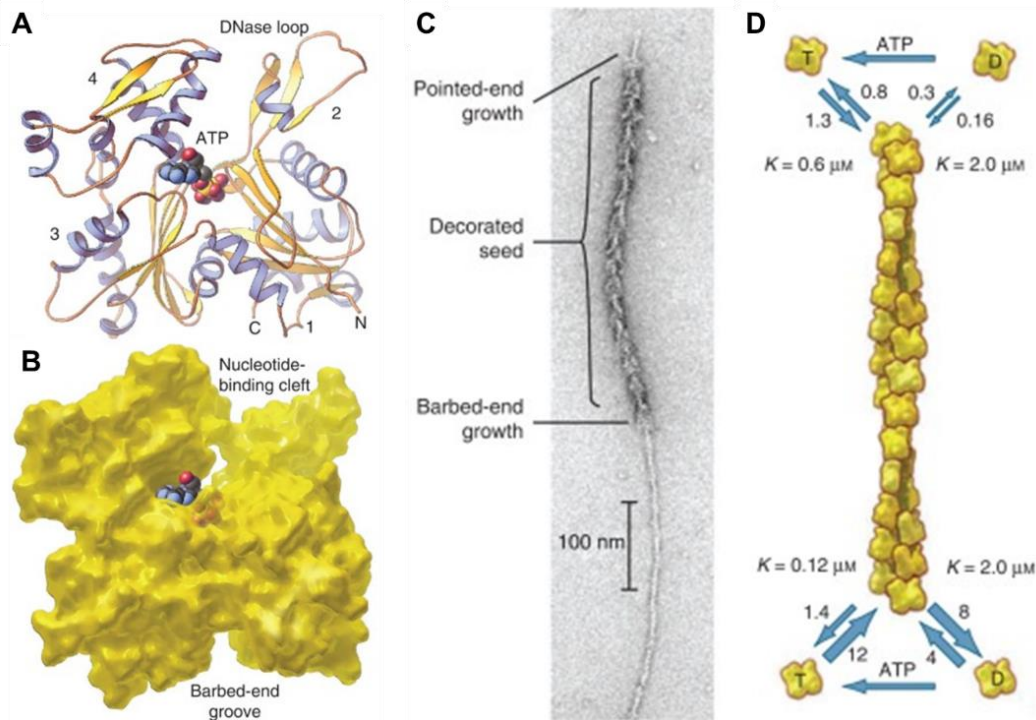 A
DNase loop
4
2
ATP
3
C
1
N
B
Nucleotide-
binding cleft
Barbed-end
groove
C
Pointed-end
growth
Decorated
seed
Barbed-end
growth
100 nm
D
T
ATP
D
0.8
0.3
1.3
0.16
K = 0.6 μM
K = 2.0 μM
K = 0.12 μM
K = 2.0 μM
1.4
8
12
4
T
ATP
D